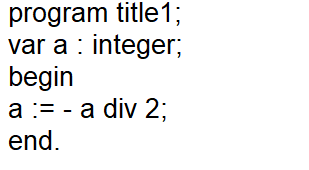 program title1;
var a : integer;
begin
a := - a div 2;
end.